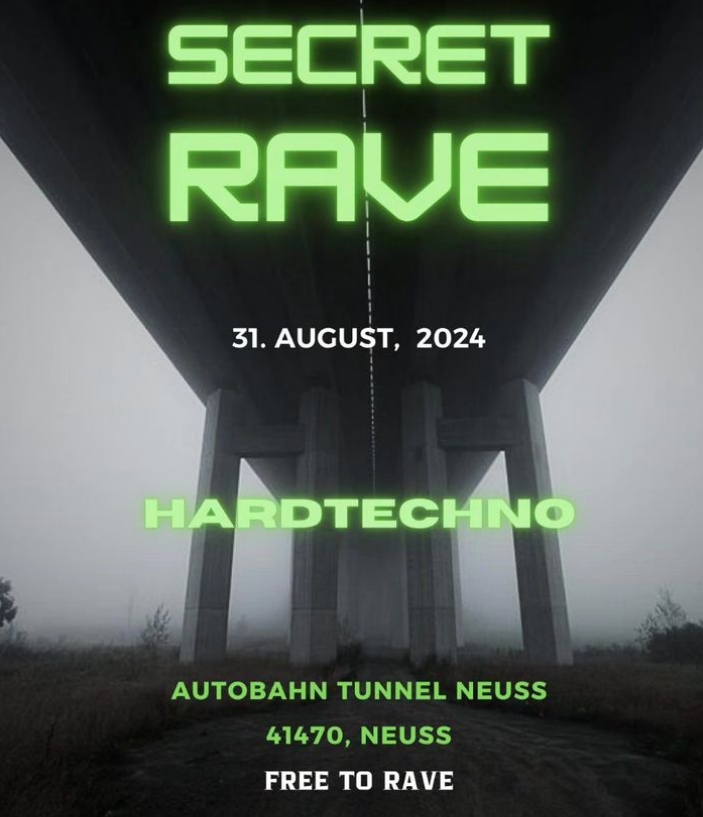 SECRET
RAVE
31. AUGUST, 2024
HARDTECHNO
AUTOBAHN TUNNEL NEUSS
41470, NEUSS
FREE TO RAVE